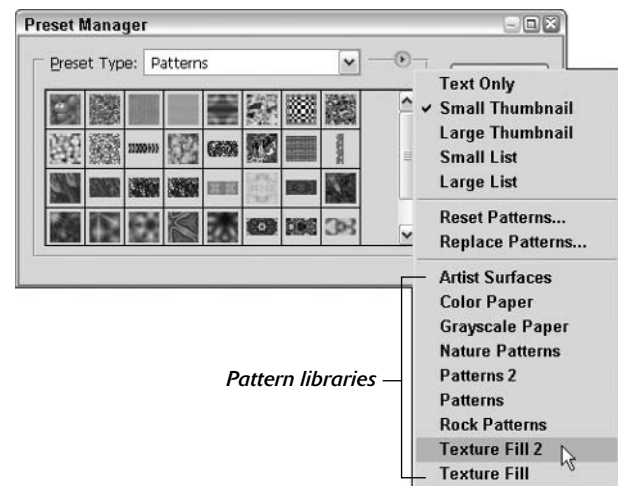 Preset Manager
Preset Type: Patterns
Text Only
Small Thumbnail
Large Thumbnail
Small List
Large List
Reset Patterns...
Replace Patterns...
Artist Surfaces
Color Paper
Grayscale Paper
Nature Patterns
Patterns 2
Patterns
Rock Patterns
Texture Fill 2
Texture Fill
Pattern libraries